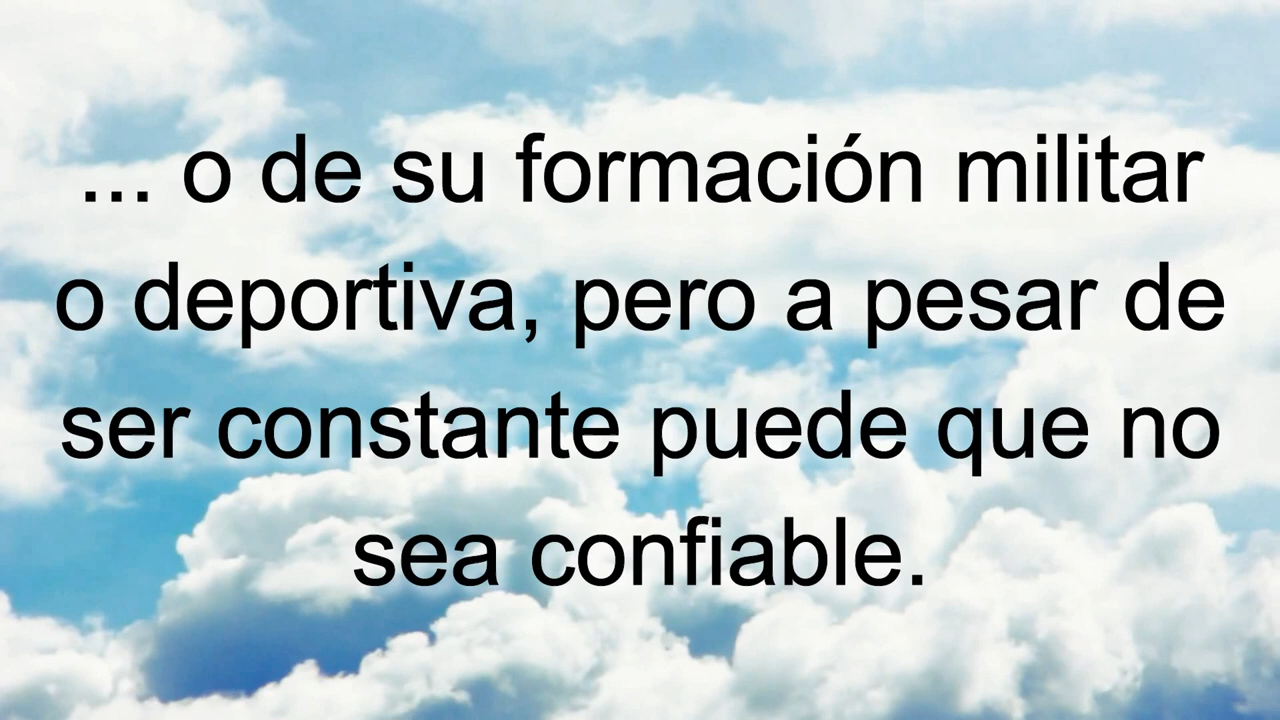 ... o de su formación militar
o deportiva, pero a pesar de
ser constante puede que no
sea confiable.